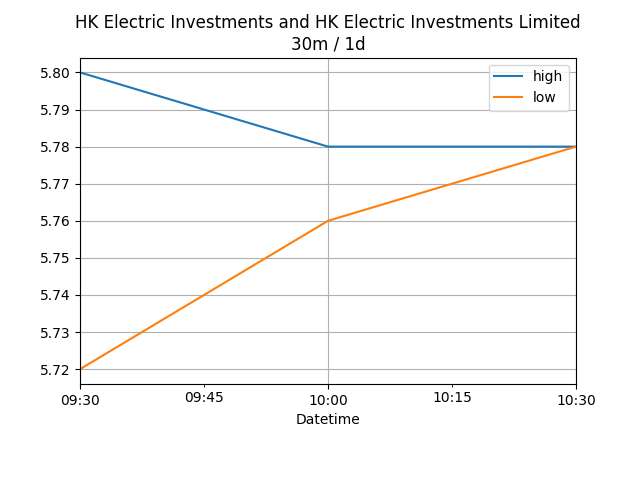 HK Electric Investments and HK Electric Investments Limited
30m / 1d
high
low
5.80
5.79
5.78
5.77
5.76
5.75
5.74
5.73
5.72
09:30
09:45
10:00
10:15
10:30
Datetime